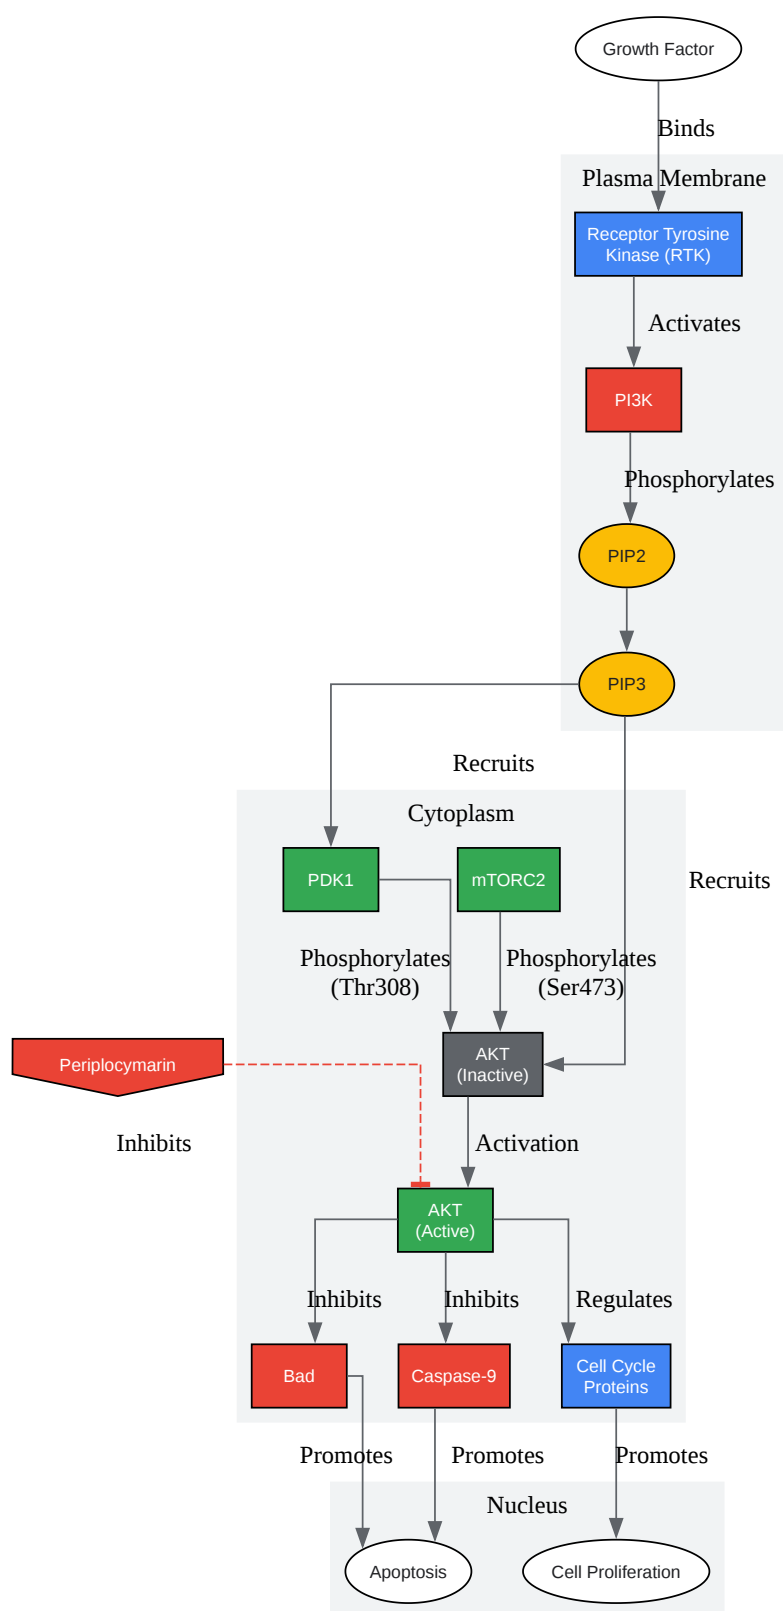 Growth Factor
Binds
Plasma Membrane
Receptor Tyrosine
Kinase (RTK)
Activates
PI3K
Phosphorylates
PIP2
PIP3
Recruits
Cytoplasm
PDK1
mTORC2
Recruits
Phosphorylates
(Thr308)
Phosphorylates
(Ser473)
AKT
(Inactive)
Periplocymarin
Inhibits
Activation
AKT
(Active)
Inhibits
Inhibits
Regulates
Bad
Caspase-9
Cell Cycle
Proteins
Promotes
Promotes
Promotes
Nucleus
Apoptosis
Cell Proliferation